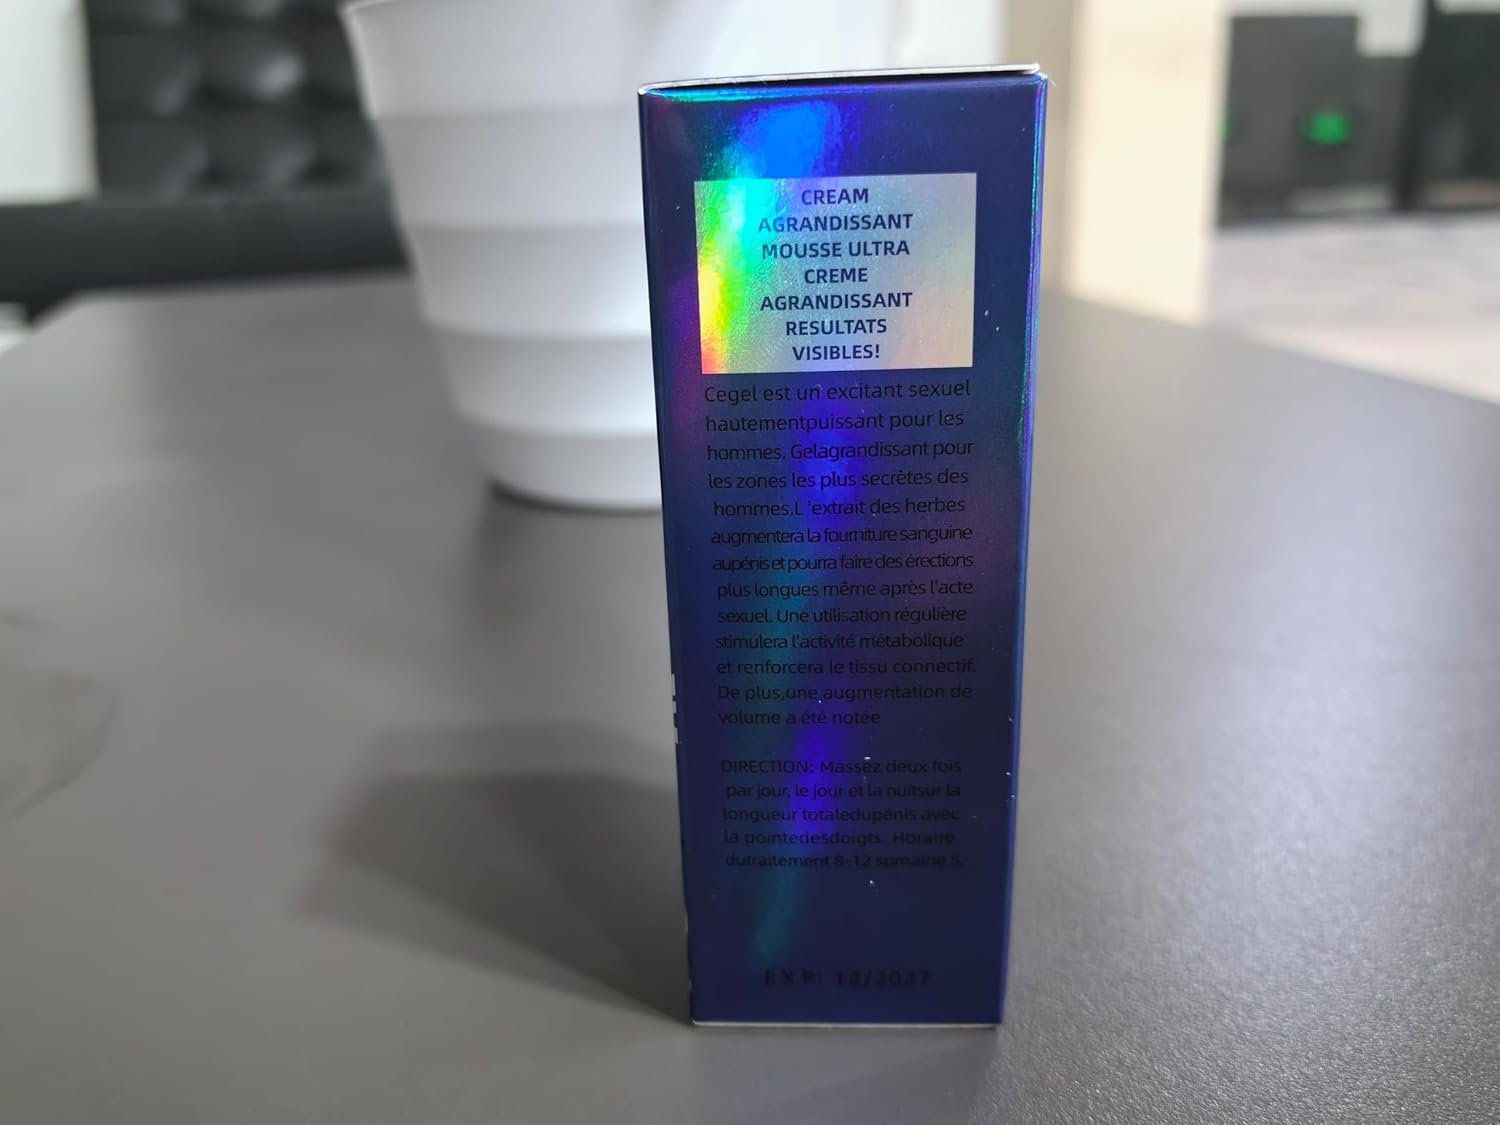 CREAM
AGRANDISSANT
MOUSSE ULTRA
CREME
AGRANDISSANT
RESULTATS
VISIBLES!
Cegel est un excitant sexuel
hautementpuissant pour les
hommes. Gelagrandissant pour
les zones les plus secrètes des
hommes.L 'extrait des herbes
augmentera la fourniture sanguine
aupénis et pourra faire des érections
plus longues même après l'acte
sexuel. Une utilisation régulière
stimulera l'activité métabolique
et renforcera le tissu connectif.
De plus,une augmentation de
volume a été notée
DIRECTION: Massez deux fois
par jour, le jour et la nuitsur la
longueur totaledupénis avec
la pointedesdoigts. Horaire
dutraitement 8-12 somaine S.
EXP: 12/2027